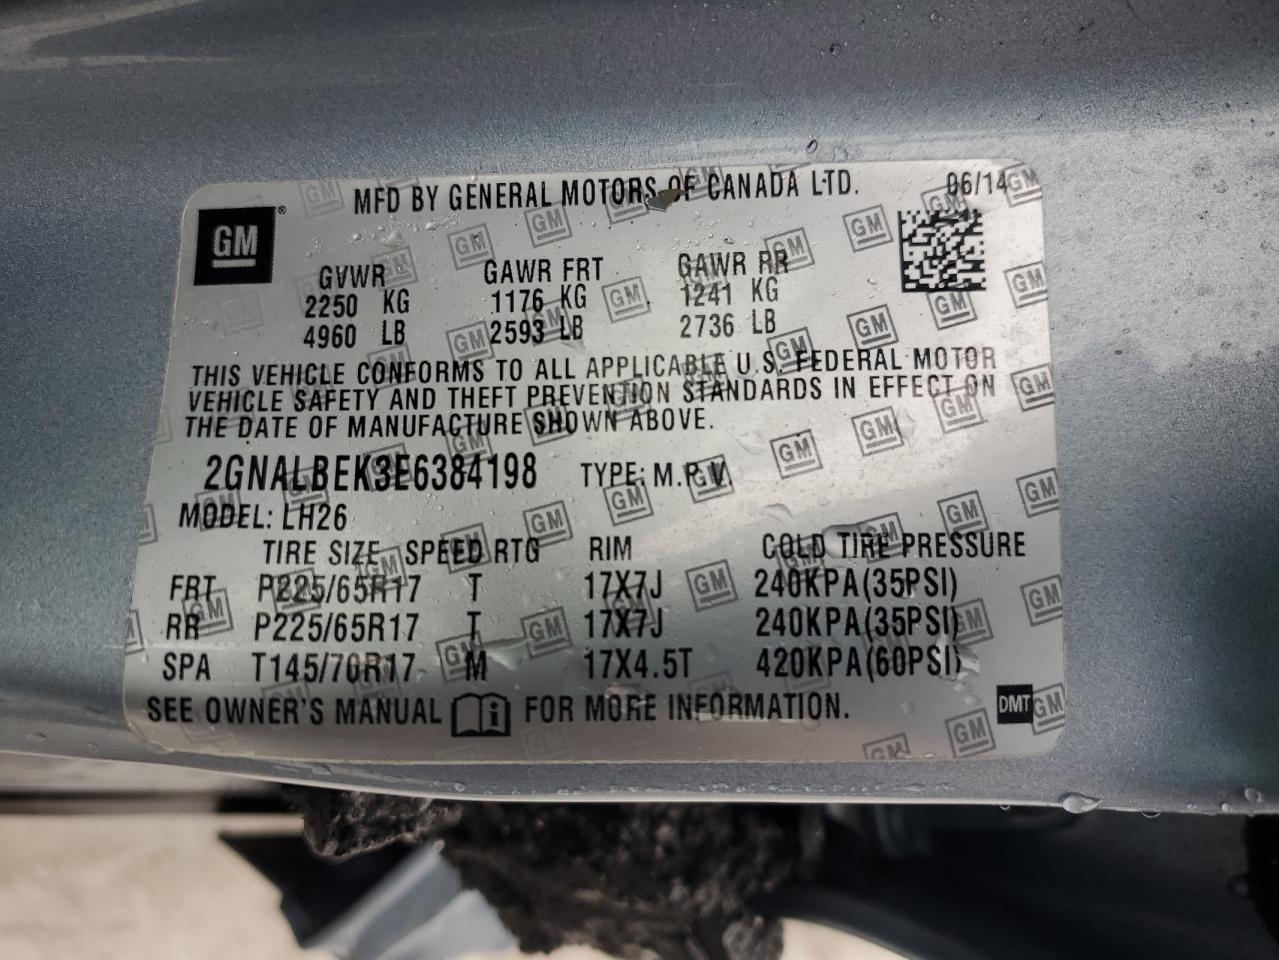 MFD BY GENERAL MOTORS OF CANADA LTD. 06/14
GM
GVWR GAWR FRT GAWR RR
2250 KG 1176 KG 1241 KG
4960 LB 2593 LB 2736 LB
THIS VEHICLE CONFORMS TO ALL APPLICABLE U.S. FEDERAL MOTOR
VEHICLE SAFETY AND THEFT PREVENTION STANDARDS IN EFFECT ON
THE DATE OF MANUFACTURE SHOWN ABOVE.
2GNALBEK3E6384198 TYPE: M.P.V.
MODEL: LH26
TIRE SIZE SPEED RTG RIM COLD TIRE PRESSURE
FRT P225/65R17 T 17X7J 240KPA(35PSI)
RR P225/65R17 T 17X7J 240KPA(35PSI)
SPA T145/70R17 M 17X4.5T 420KPA(60PSI)
SEE OWNER'S MANUAL i FOR MORE INFORMATION.
DMT